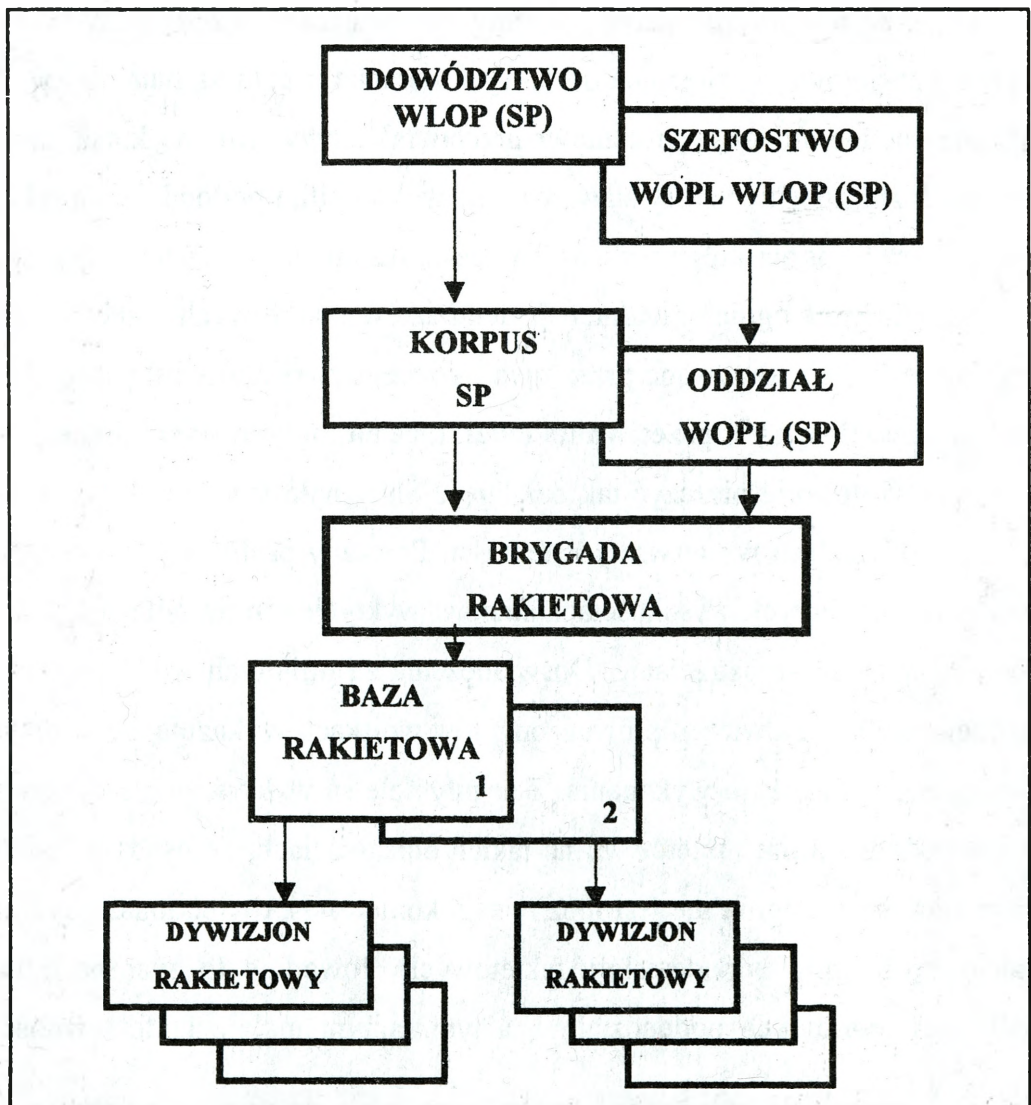 DOWÓDZTWO
WLOP (SP)
SZEFOSTWO
WOPL WLOP (SP)
KORPUS
SP
ODDZIAŁ
WOPL (SP)
BRYGADA
RAKIETOWA
BAZA
RAKIETOWA
1
2
DYWIZJON
RAKIETOWY
DYWIZJON
RAKIETOWY